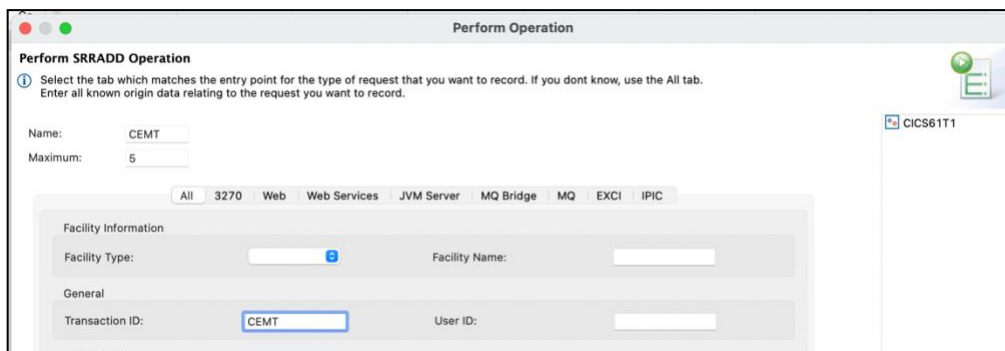 Perform Operation
Perform SRRADD Operation
Select the tab which matches the entry point for the type of request that you want to record. If you dont know, use the All tab.
Enter all known origin data relating to the request you want to record.
CICS61T1
Name: CEMT
Maximum: 5
All 3270 Web Web Services JVM Server MQ Bridge MQ EXCI IPIC
Facility Information
Facility Type: Facility Name:
General
Transaction ID: CEMT User ID: